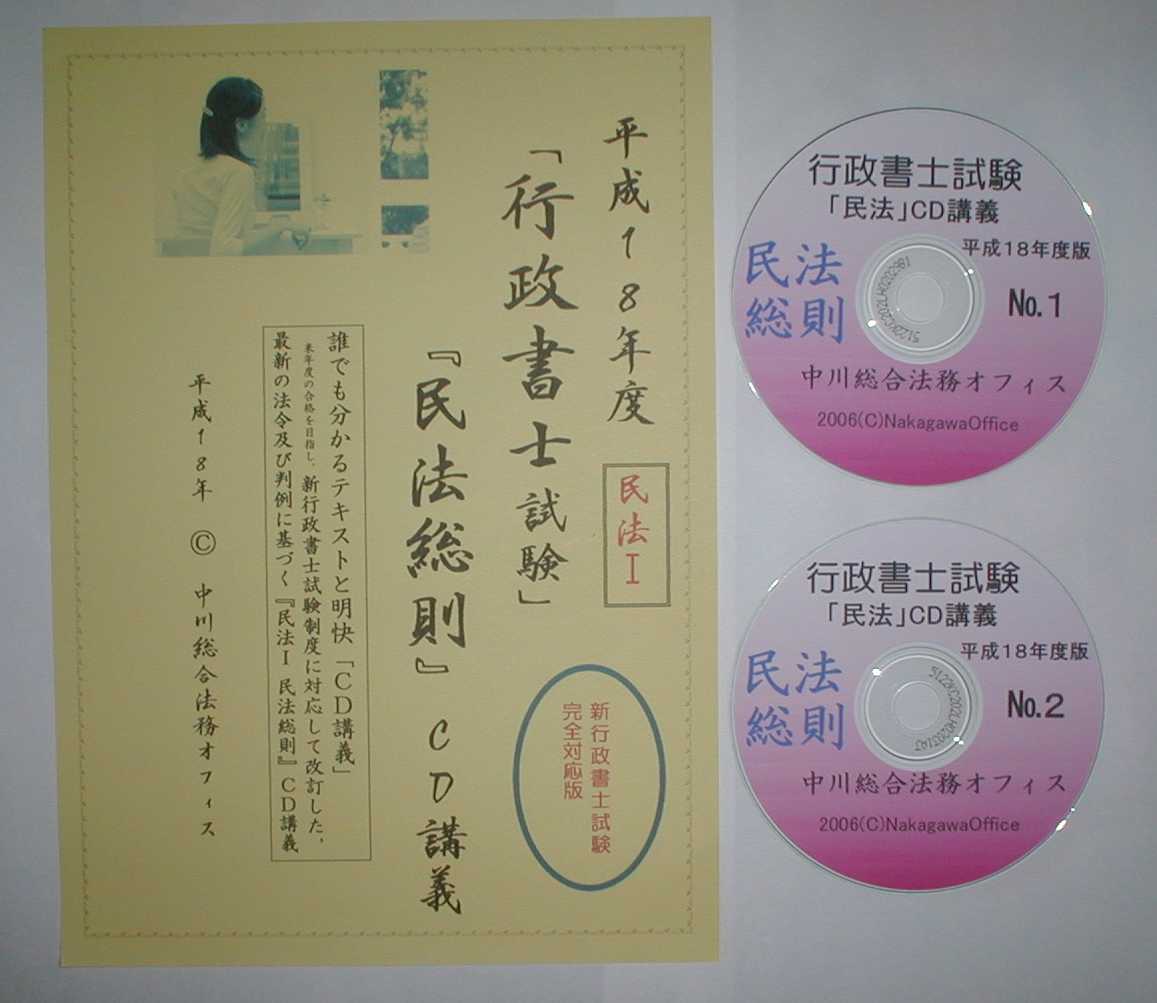 平成18年度
「行政書士試験」
民法Ⅰ
『民法総則』CD講義
新行政書士試験
完全対応版
誰でも分かるテキストと明快「CD講義」
来年度の合格を目指し、新行政書士試験制度に対応して改訂した、
最新の法令及び判例に基づく『民法Ⅰ 民法総則』CD講義
平成18年 © 中川総合法務オフィス
行政書士試験
「民法」CD講義
平成18年度版
民法
総則
No.1
中川総合法務オフィス
2006(C)NakagawaOffice
行政書士試験
「民法」CD講義
平成18年度版
民法
総則
No.2
中川総合法務オフィス
2006(C)NakagawaOffice